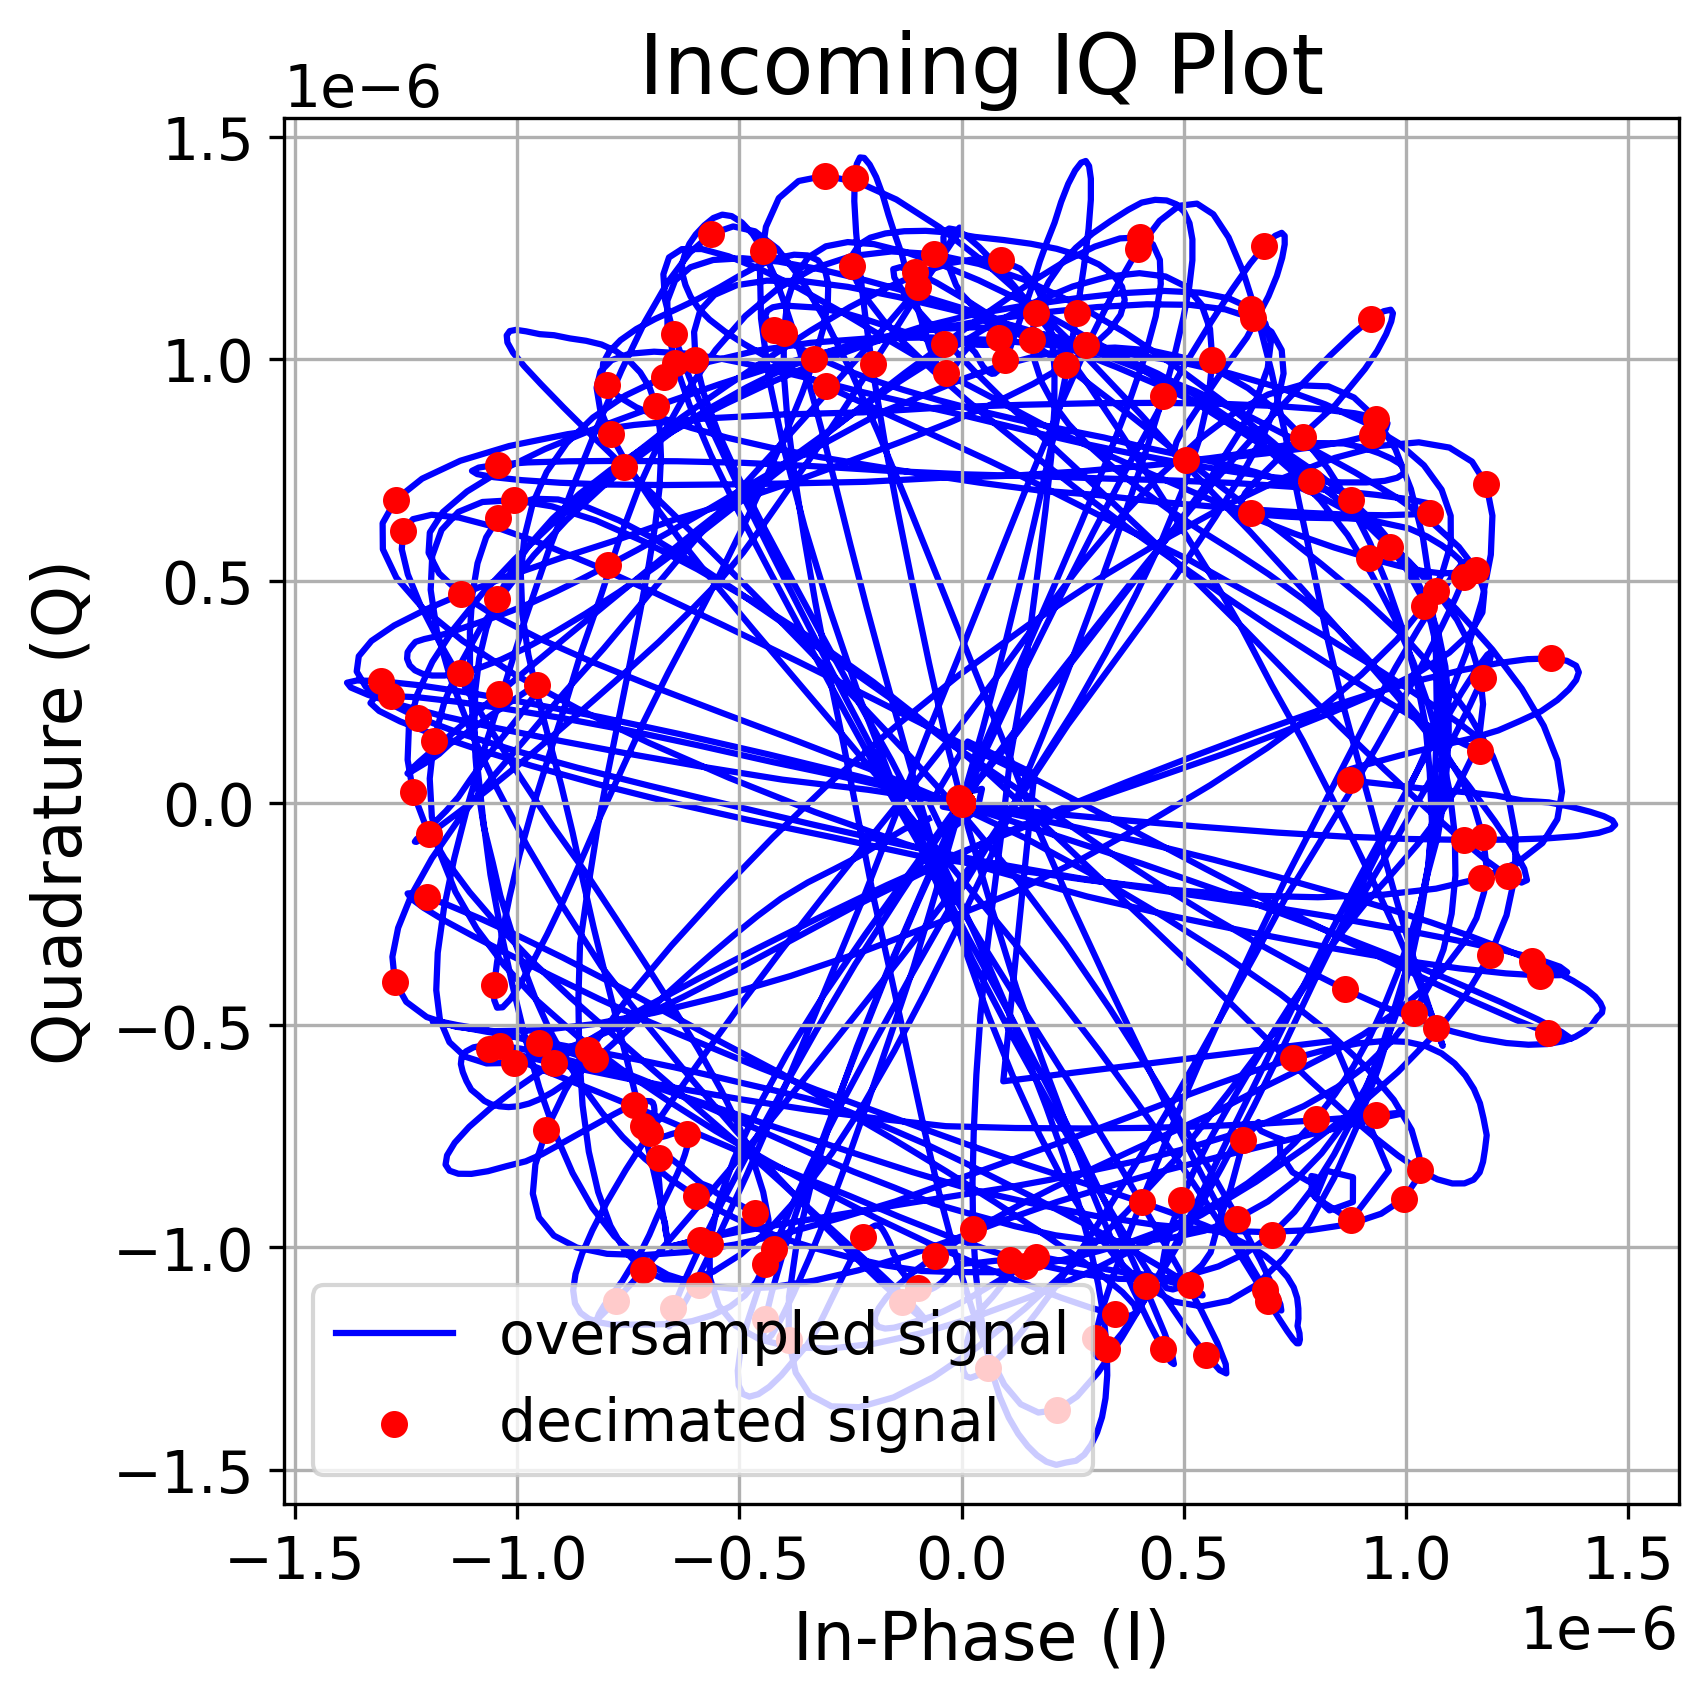 Incoming IQ Plot
1e−6
1.5
1.0
0.5
0.0
−0.5
−1.0
−1.5
Quadrature (Q)
oversampled signal
decimated signal
−1.5 −1.0 −0.5 0.0 0.5 1.0 1.5
In-Phase (I)
1e−6